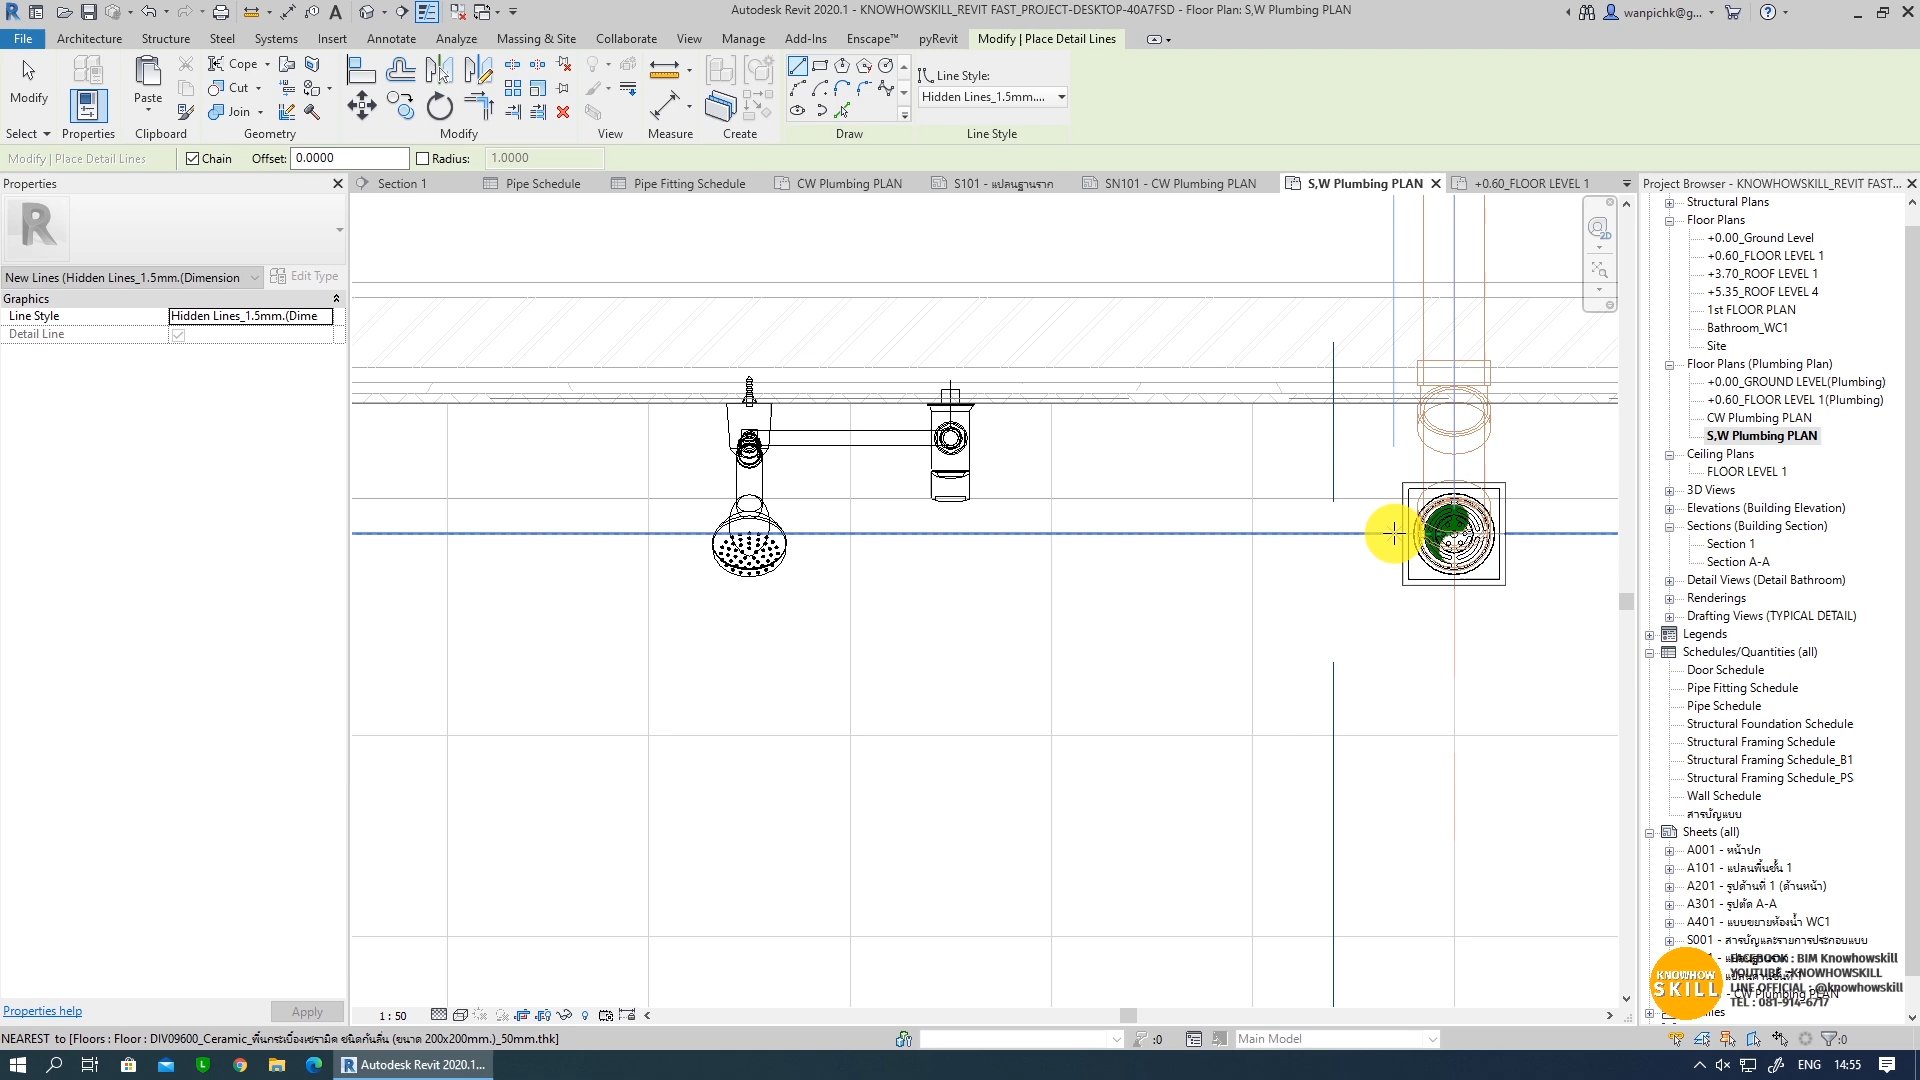 Autodesk Revit 2020.1 - KNOWHOWSKILL_REVIT FAST_PROJECT-DESKTOP-40A7FSD - Floor Plan: S,W Plumbing PLAN
wanpichk@g...
File Architecture Structure Steel Systems Insert Annotate Analyze Massing & Site Collaborate View Manage Add-Ins Enscape™ pyRevit Modify | Place Detail Lines
Cope
Line Style:
Modify Paste Cut Hidden Lines_1.5mm....
Join
Select Properties Clipboard Geometry Modify View Measure Create Draw Line Style
Modify | Place Detail Lines Chain Offset: 0.0000 Radius: 1.0000
Properties
Section 1 Pipe Schedule Pipe Fitting Schedule CW Plumbing PLAN S101 - แปลนฐานราก SN101 - CW Plumbing PLAN S,W Plumbing PLAN +0.60_FLOOR LEVEL 1
Project Browser - KNOWHOWSKILL_REVIT FAST...
New Lines (Hidden Lines_1.5mm.(Dimension Edit Type
Graphics
Line Style Hidden Lines_1.5mm.(Dime
Detail Line
2D
Structural Plans
Floor Plans
+0.00_Ground Level
+0.60_FLOOR LEVEL 1
+3.70_ROOF LEVEL 1
+5.35_ROOF LEVEL 4
1st FLOOR PLAN
Bathroom_WC1
Site
Floor Plans (Plumbing Plan)
+0.00_GROUND LEVEL(Plumbing)
+0.60_FLOOR LEVEL 1(Plumbing)
CW Plumbing PLAN
S,W Plumbing PLAN
Ceiling Plans
FLOOR LEVEL 1
3D Views
Elevations (Building Elevation)
Sections (Building Section)
Section 1
Section A-A
Detail Views (Detail Bathroom)
Renderings
Drafting Views (TYPICAL DETAIL)
Legends
Schedules/Quantities (all)
Door Schedule
Pipe Fitting Schedule
Pipe Schedule
Structural Foundation Schedule
Structural Framing Schedule
Structural Framing Schedule_B1
Structural Framing Schedule_PS
Wall Schedule
สารบัญแบบ
Sheets (all)
A001 - หน้าปก
A101 - แปลนพื้นชั้น 1
A201 - รูปด้านที่ 1 (ด้านหน้า)
A301 - รูปตัด A-A
A401 - แบบขยายห้องน้ำ WC1
S001 - สารบัญและรายการประกอบแบบ
KNOWHOW SKILL
FACEBOOK : BIM Knowhowskill
YOUTUBE -KNOWHOWSKILL
LINE OFFICIAL : @knowhowskill
TEL : 081-914-6717
- CW Plumbing PLAN
Properties help Apply
1 : 50
NEAREST to [Floors : Floor : DIV09600_Ceramic_พื้นกระเบื้องเซรามิค ชนิดกันลื่น (ขนาด 200x200mm.)_50mm.thk]
:0 Main Model :0
Autodesk Revit 2020.1... ENG 14:55